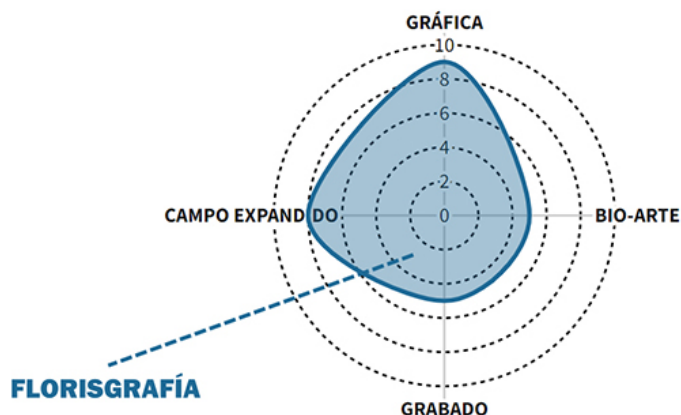 GRÁFICA
10
8
6
4
2
0
CAMPO EXPANDIDO
BIO-ARTE
FLORISGRAFÍA
GRABADO